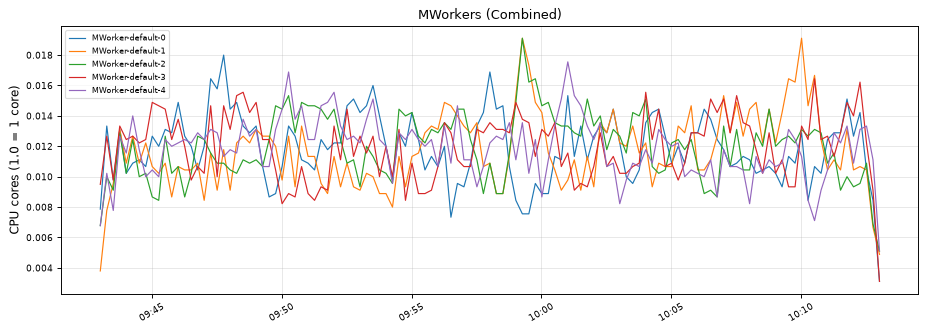 MWorkers (Combined)
CPU cores (1.0 = 1 core)
MWorker-default-0
MWorker-default-1
MWorker-default-2
MWorker-default-3
MWorker-default-4
0.018
0.016
0.014
0.012
0.010
0.008
0.006
0.004
09:45
09:50
09:55
10:00
10:05
10:10